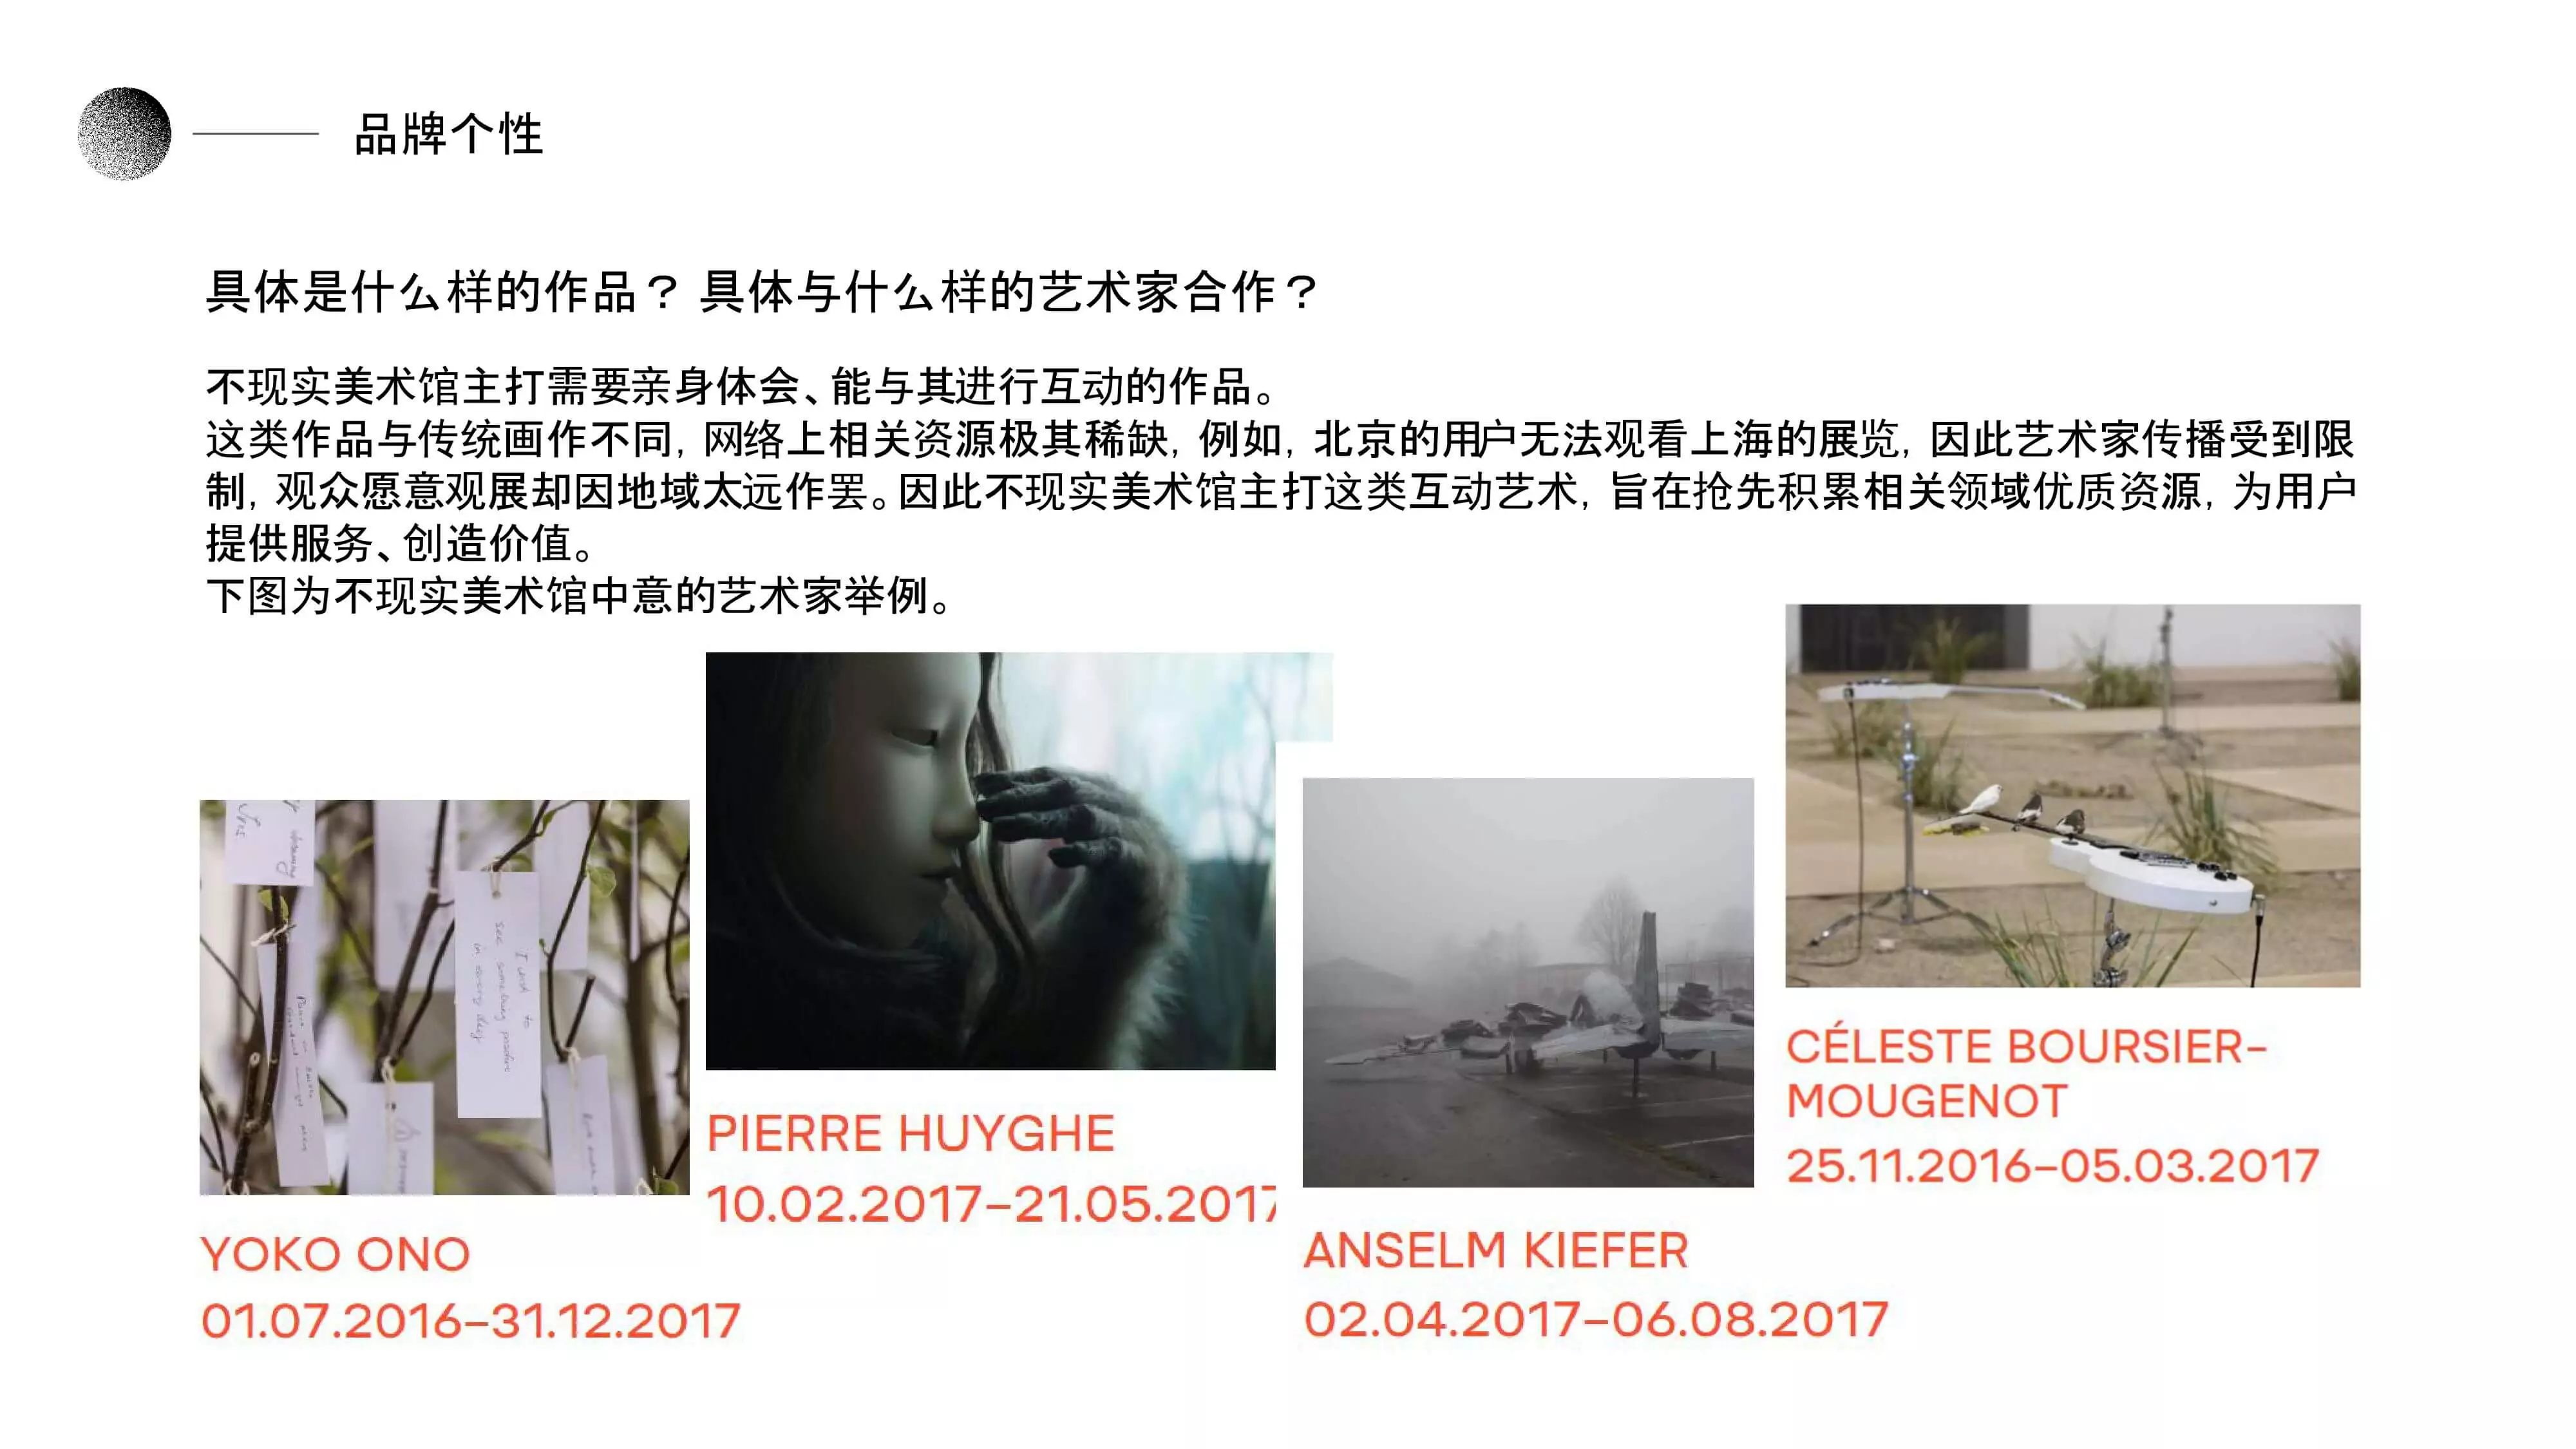 品牌个性
具体是什么样的作品？ 具体与什么样的艺术家合作？
不现实美术馆主打需要亲身体会、能与其进行互动的作品。
这类作品与传统画作不同, 网络上相关资源极其稀缺, 例如, 北京的用户无法观看上海的展览, 因此艺术家传播受到限
制, 观众愿意观展却因地域太远作罢。因此不现实美术馆主打这类互动艺术, 旨在抢先积累相关领域优质资源, 为用户
提供服务、创造价值。
下图为不现实美术馆中意的艺术家举例。
I wish to
see something positive
in every day
YOKO ONO
01.07.2016–31.12.2017
PIERRE HUYGHE
10.02.2017–21.05.2017
ANSELM KIEFER
02.04.2017–06.08.2017
CÉLESTE BOURSIER–
MOUGENOT
25.11.2016–05.03.2017